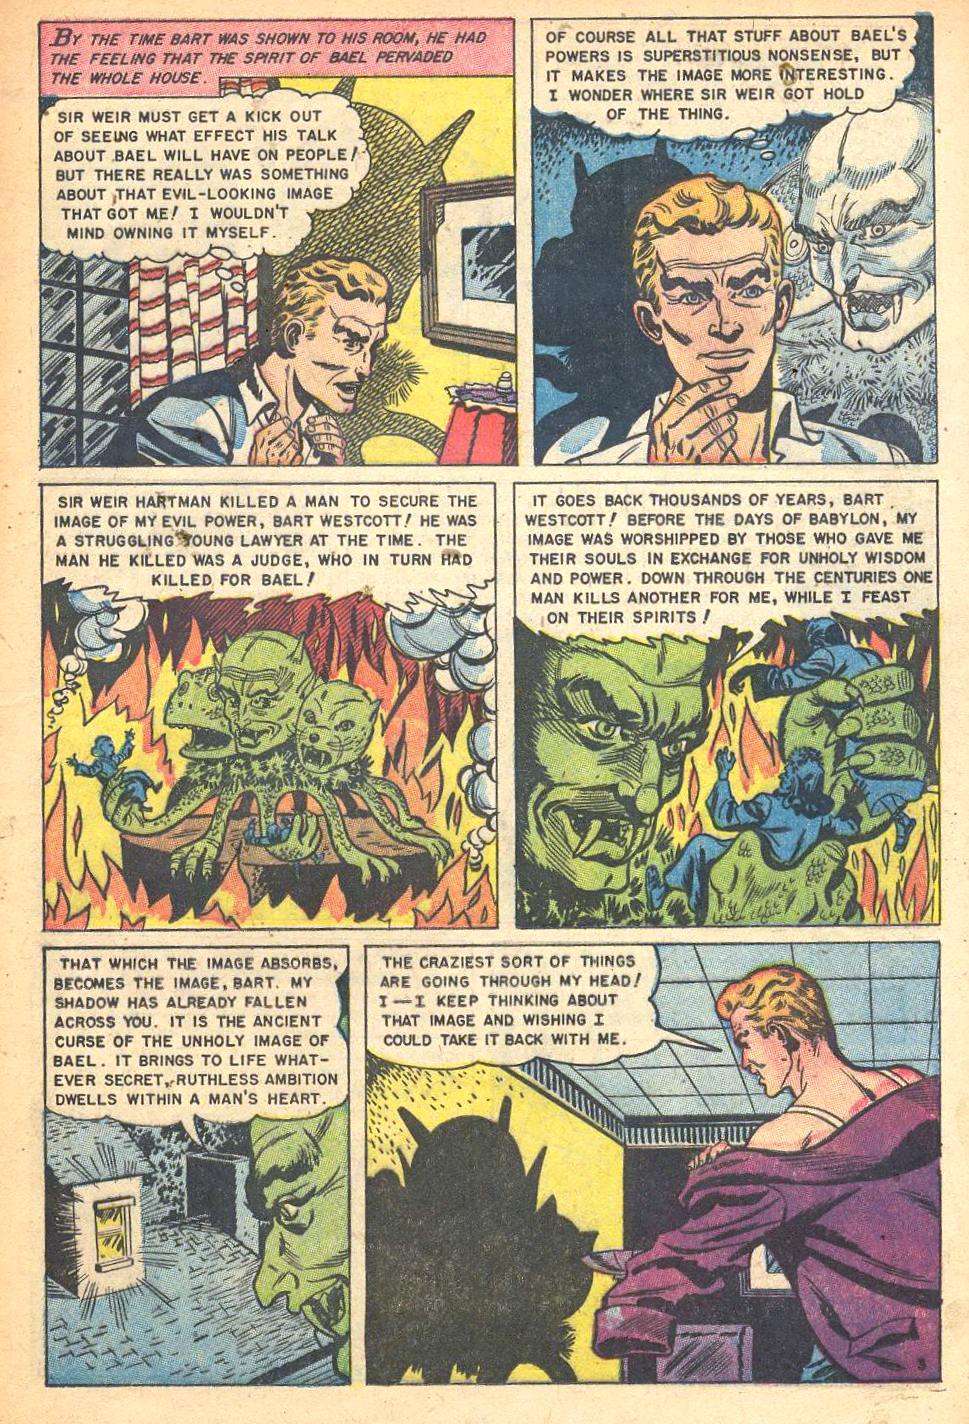 BY THE TIME BART WAS SHOWN TO HIS ROOM, HE HAD
THE FEELING THAT THE SPIRIT OF BAEL PERVADED
THE WHOLE HOUSE.
SIR WEIR MUST GET A KICK OUT
OF SEEING WHAT EFFECT HIS TALK
ABOUT BAEL WILL HAVE ON PEOPLE!
BUT THERE REALLY WAS SOMETHING
ABOUT THAT EVIL-LOOKING IMAGE
THAT GOT ME! I WOULDN'T
MIND OWNING IT MYSELF.
OF COURSE ALL THAT STUFF ABOUT BAEL'S
POWERS IS SUPERSTITIOUS NONSENSE, BUT
IT MAKES THE IMAGE MORE INTERESTING.
I WONDER WHERE SIR WEIR GOT HOLD
OF THE THING.
SIR WEIR HARTMAN KILLED A MAN TO SECURE THE
IMAGE OF MY EVIL POWER, BART WESTCOTT! HE WAS
A STRUGGLING YOUNG LAWYER AT THE TIME. THE
MAN HE KILLED WAS A JUDGE, WHO IN TURN HAD
KILLED FOR BAEL!
IT GOES BACK THOUSANDS OF YEARS, BART
WESTCOTT! BEFORE THE DAYS OF BABYLON, MY
IMAGE WAS WORSHIPPED BY THOSE WHO GAVE ME
THEIR SOULS IN EXCHANGE FOR UNHOLY WISDOM
AND POWER. DOWN THROUGH THE CENTURIES ONE
MAN KILLS ANOTHER FOR ME, WHILE I FEAST
ON THEIR SPIRITS!
THAT WHICH THE IMAGE ABSORBS,
BECOMES THE IMAGE, BART. MY
SHADOW HAS ALREADY FALLEN
ACROSS YOU. IT IS THE ANCIENT
CURSE OF THE UNHOLY IMAGE OF
BAEL. IT BRINGS TO LIFE WHAT-
EVER SECRET, RUTHLESS AMBITION
DWELLS WITHIN A MAN'S HEART.
THE CRAZIEST SORT OF THINGS
ARE GOING THROUGH MY HEAD!
I—I KEEP THINKING ABOUT
THAT IMAGE AND WISHING I
COULD TAKE IT BACK WITH ME.